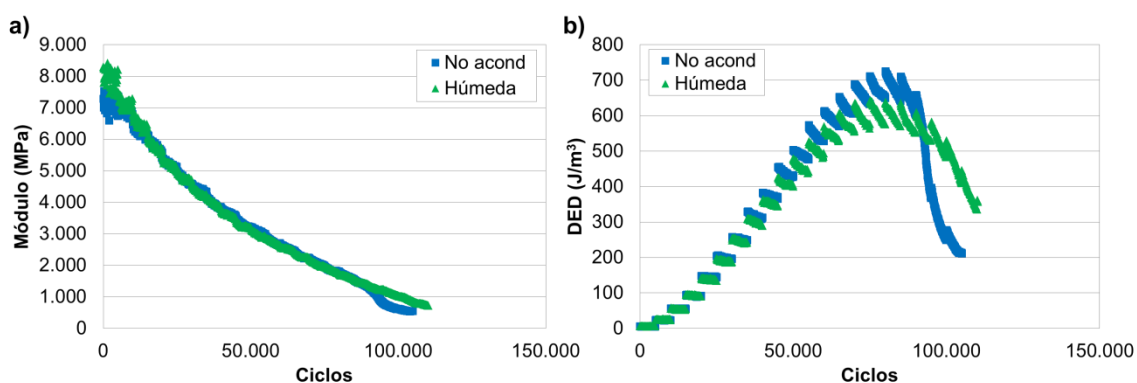 a)
9.000
8.000
7.000
6.000
5.000
4.000
3.000
2.000
1.000
0
Módulo (MPa)
No acond
Húmeda
0
50.000
100.000
150.000
Ciclos
b)
800
700
600
500
400
300
200
100
0
DED (J/m³)
No acond
Húmeda
0
50.000
100.000
150.000
Ciclos